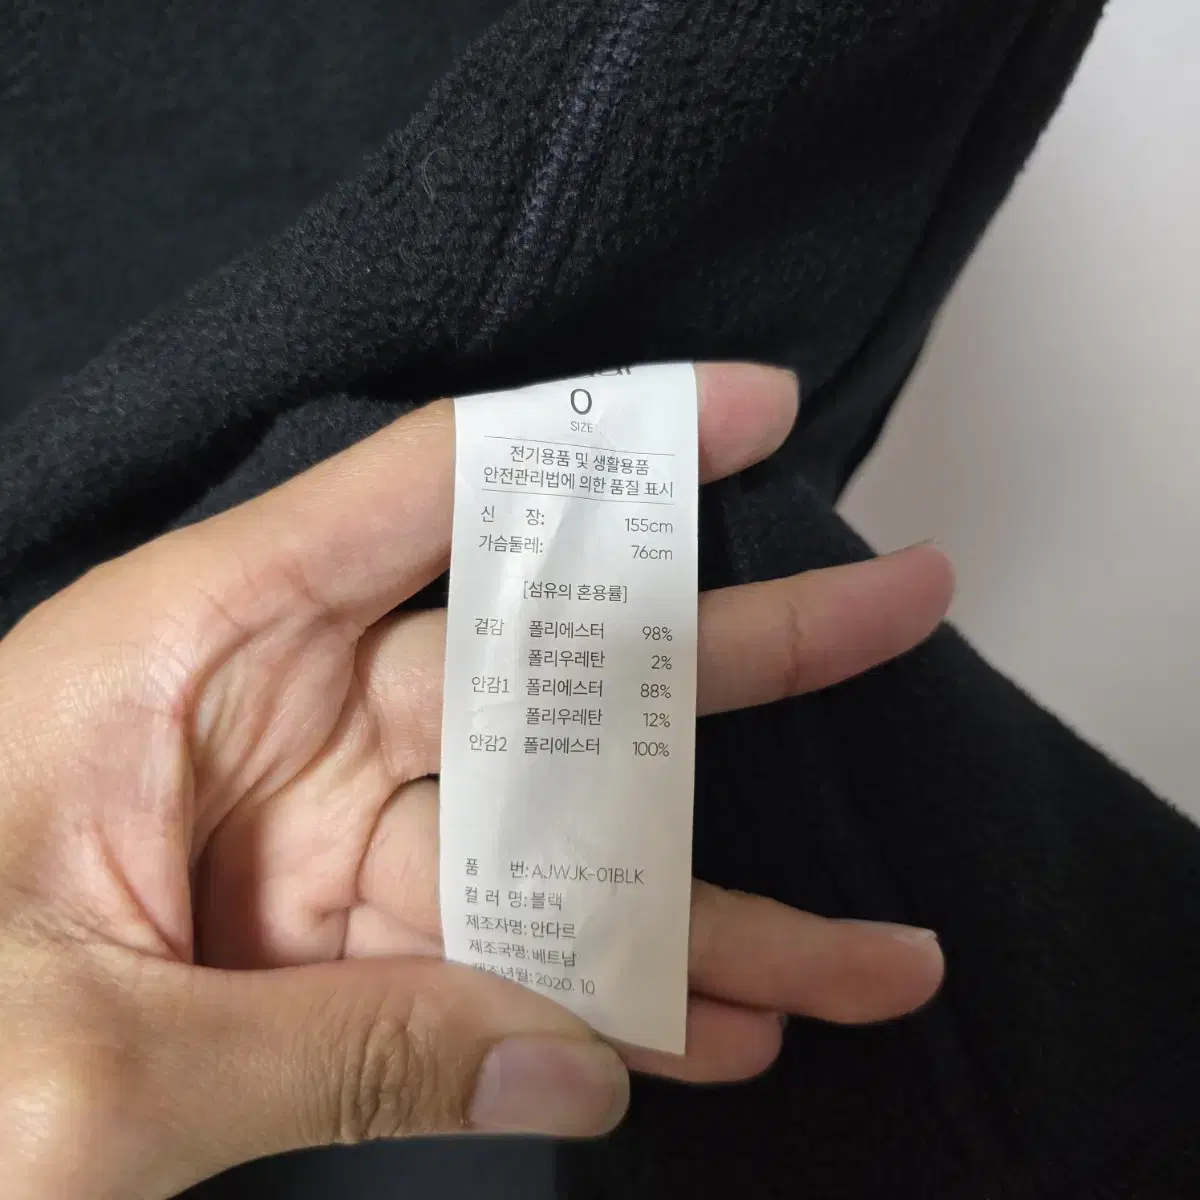 0
SIZE
전기용품 및 생활용품
안전관리법에 의한 품질 표시
신 장: 155cm
가슴둘레: 76cm
[섬유의 혼용률]
겉감 폴리에스터 98%
폴리우레탄 2%
안감1 폴리에스터 88%
폴리우레탄 12%
안감2 폴리에스터 100%
품 번: AJWJK-01BLK
컬 러 명: 블랙
제조자명: 안다르
제조국명: 베트남
제조년월: 2020. 10